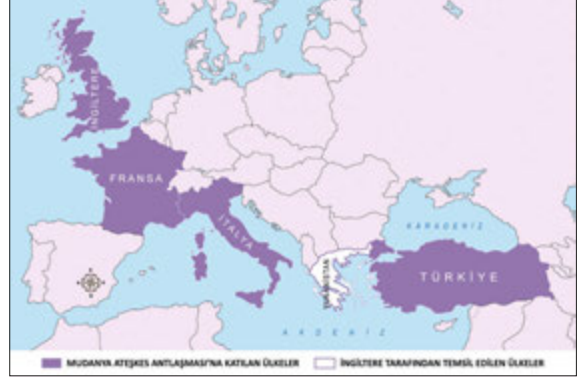 İNGİLTERE
FRANSA
İTALYA
KARADENİZ
TÜRKİYE
YUNANİSTAN
AKDENİZ
MUDANYA ATEŞKES ANTLAŞMASI'NA KATILAN ÜLKELER
İNGİLTERE TARAFINDAN TEMSİL EDİLEN ÜLKELER